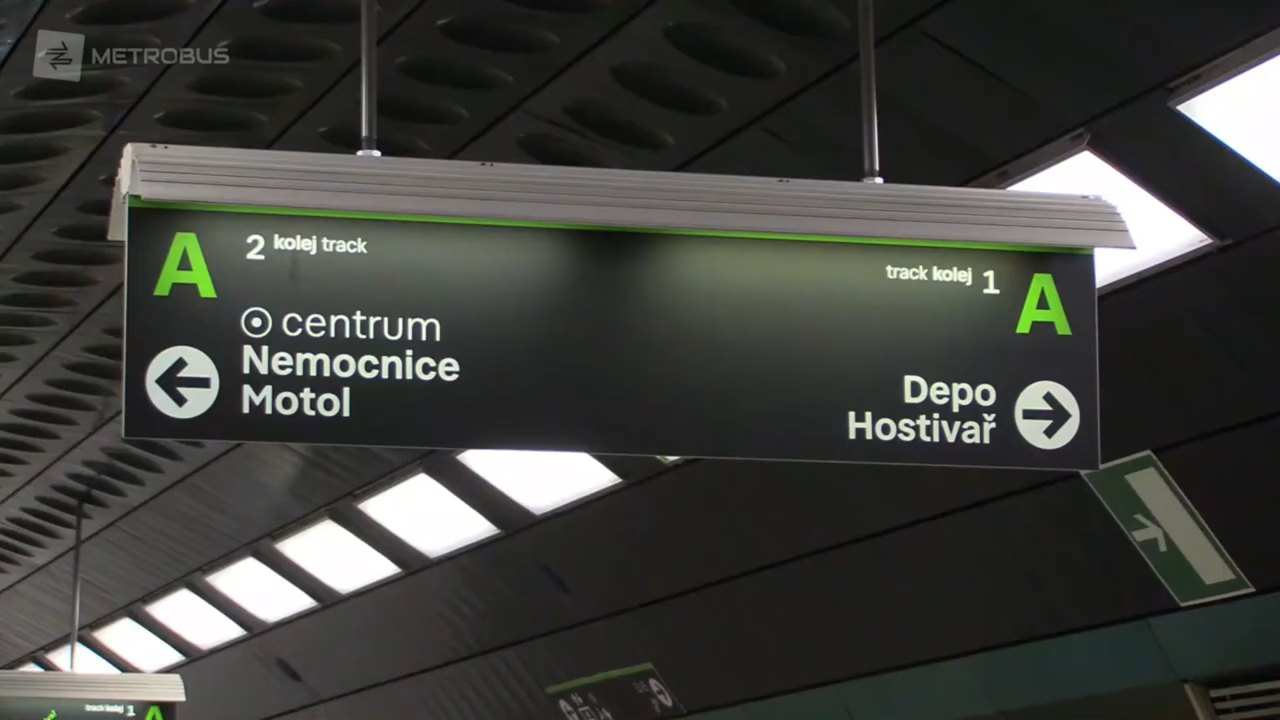 METROBUS
A
2 kolej track
centrum
Nemocnice
Motol
track kolej 1
A
Depo
Hostivař
track kolej 1
A